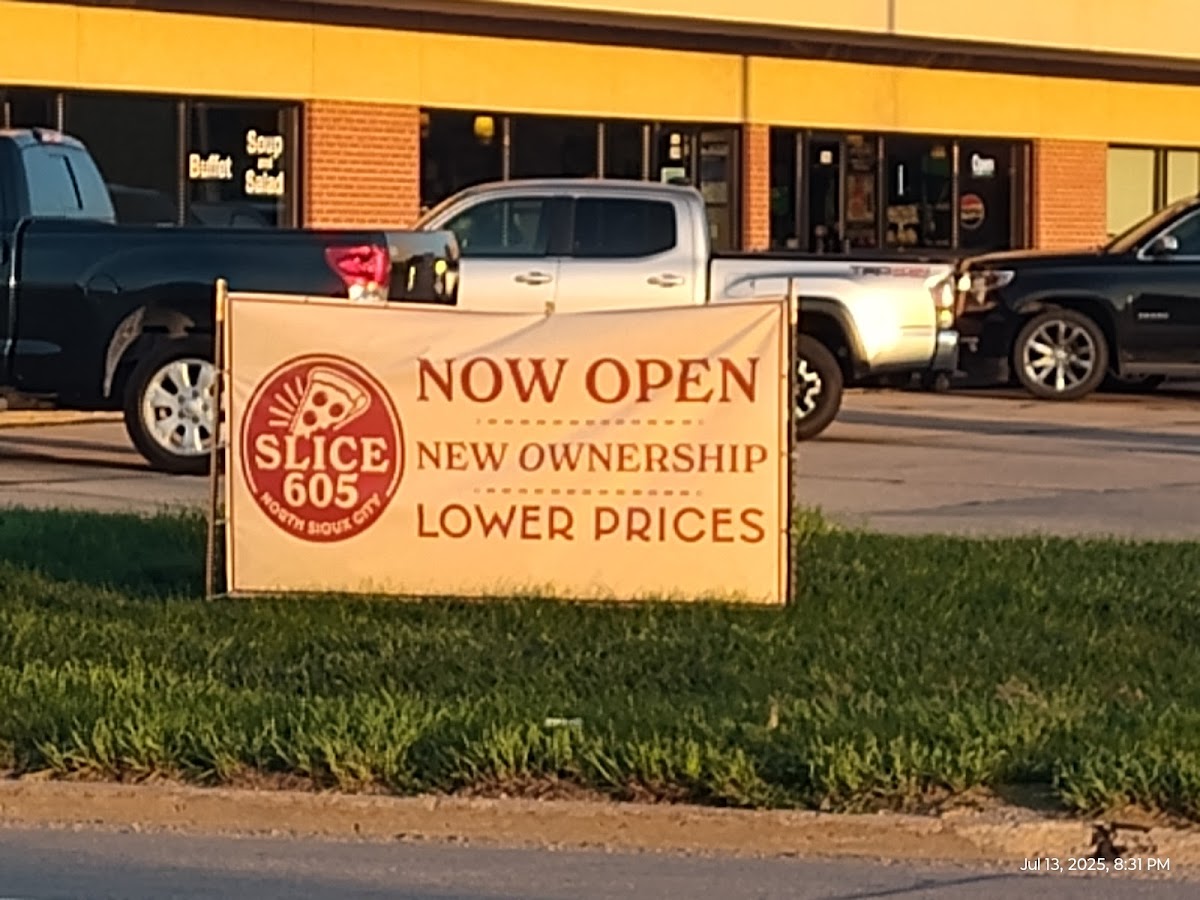 Buffet
Soup
and
Salad
Open
TRD
SLICE
605
NORTH SIOUX CITY
NOW OPEN
NEW OWNERSHIP
LOWER PRICES
Jul 13, 2025, 8:31 PM